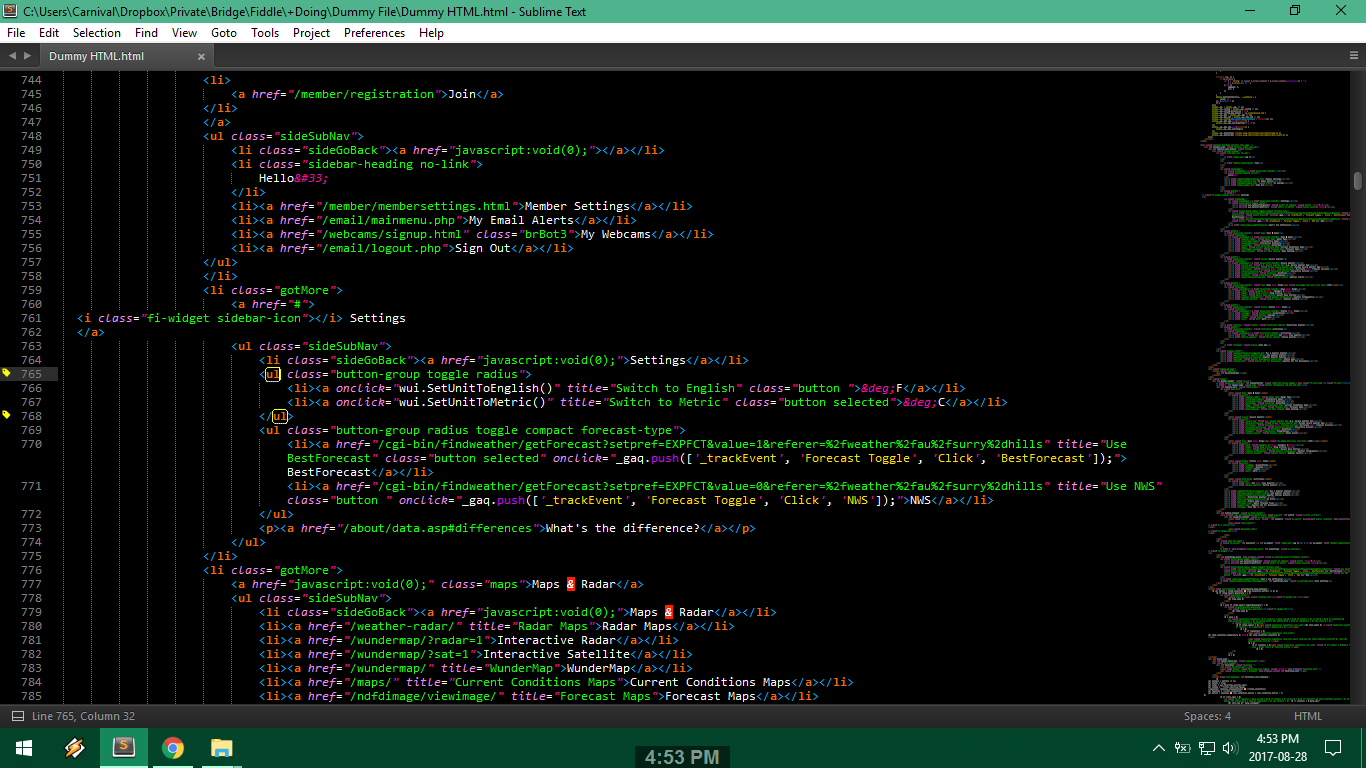 C:\Users\Carnival\Dropbox\Private\Bridge\Fiddle\+Doing\Dummy File\Dummy HTML.html - Sublime Text
File Edit Selection Find View Goto Tools Project Preferences Help
Dummy HTML.html ×
744 <li>
745 <a href="/member/registration">Join</a>
746 </li>
747 </a>
748 <ul class="sideSubNav">
749 <li class="sideGoBack"><a href="javascript:void(0);"></a></li>
750 <li class="sidebar-heading no-link">
751 Hello&#33;
752 </li>
753 <li><a href="/member/membersettings.html">Member Settings</a></li>
754 <li><a href="/email/mainmenu.php">My Email Alerts</a></li>
755 <li><a href="/webcams/signup.html" class="brBot3">My Webcams</a></li>
756 <li><a href="/email/logout.php">Sign Out</a></li>
757 </ul>
758 </li>
759 <li class="gotMore">
760 <a href="#">
761 <i class="fi-widget sidebar-icon"></i> Settings
762 </a>
763 <ul class="sideSubNav">
764 <li class="sideGoBack"><a href="javascript:void(0);">Settings</a></li>
765 <ul class="button-group toggle radius">
766 <li><a onclick="wui.SetUnitToEnglish()" title="Switch to English" class="button ">&deg;F</a></li>
767 <li><a onclick="wui.SetUnitToMetric()" title="Switch to Metric" class="button selected">&deg;C</a></li>
768 </ul>
769 <ul class="button-group radius toggle compact forecast-type">
770 <li><a href="/cgi-bin/findweather/getForecast?setpref=EXPFCT&value=1&referer=%2fweather%2fau%2fsurry%2dhills" title="Use
BestForecast" class="button selected" onclick="_gaq.push(['_trackEvent', 'Forecast Toggle', 'Click', 'BestForecast']);">
BestForecast</a></li>
771 <li><a href="/cgi-bin/findweather/getForecast?setpref=EXPFCT&value=0&referer=%2fweather%2fau%2fsurry%2dhills" title="Use NWS"
class="button " onclick="_gaq.push(['_trackEvent', 'Forecast Toggle', 'Click', 'NWS']);">NWS</a></li>
772 </ul>
773 <p><a href="/about/data.asp#differences">What's the difference?</a></p>
774 </ul>
775 </li>
776 <li class="gotMore">
777 <a href="javascript:void(0);" class="maps">Maps & Radar</a>
778 <ul class="sideSubNav">
779 <li class="sideGoBack"><a href="javascript:void(0);">Maps & Radar</a></li>
780 <li><a href="/weather-radar/" title="Radar Maps">Radar Maps</a></li>
781 <li><a href="/wundermap/?radar=1">Interactive Radar</a></li>
782 <li><a href="/wundermap/?sat=1">Interactive Satellite</a></li>
783 <li><a href="/wundermap/" title="WunderMap">WunderMap</a></li>
784 <li><a href="/maps/" title="Current Conditions Maps">Current Conditions Maps</a></li>
785 <li><a href="/ndfdimage/viewimage/" title="Forecast Maps">Forecast Maps</a></li>
Line 765, Column 32 Spaces: 4 HTML
4:53 PM
4:53 PM
2017-08-28